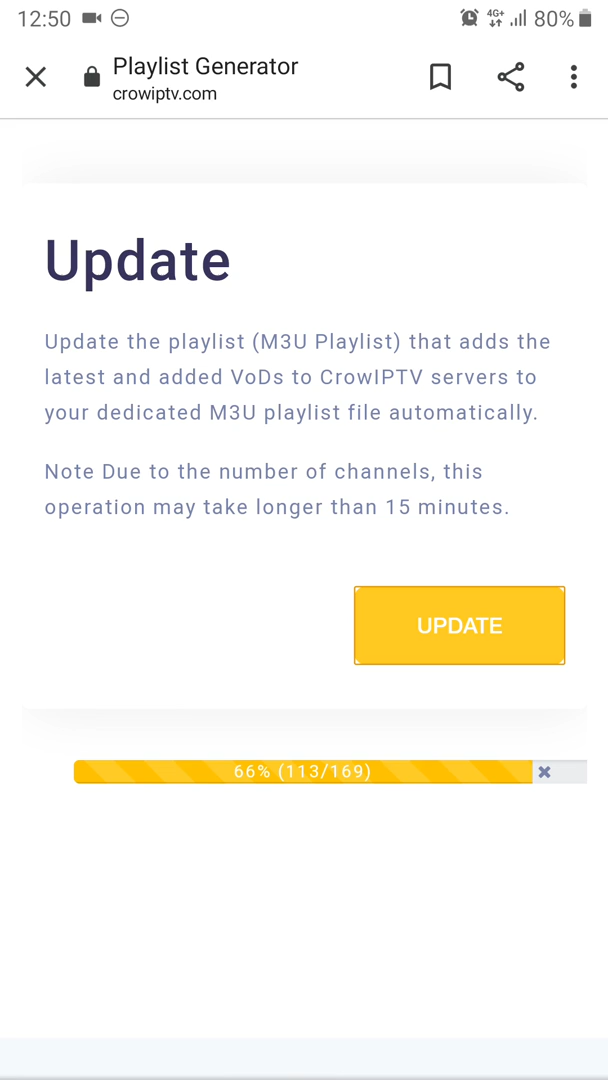 12:50 4G+ 80%
Playlist Generator
crowiptv.com
Update
Update the playlist (M3U Playlist) that adds the
latest and added VoDs to CrowIPTV servers to
your dedicated M3U playlist file automatically.
Note Due to the number of channels, this
operation may take longer than 15 minutes.
UPDATE
66% (113/169)